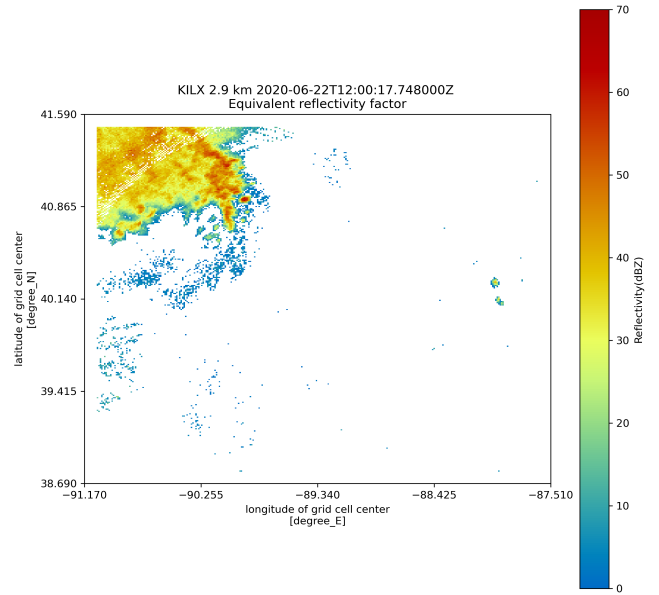 KILX 2.9 km 2020-06-22T12:00:17.748000Z
Equivalent reflectivity factor
41.590
40.865
40.140
39.415
38.690
latitude of grid cell center
[degree_N]
−91.170
−90.255
−89.340
−88.425
−87.510
longitude of grid cell center
[degree_E]
70
60
50
40
30
20
10
0
Reflectivity(dBZ)